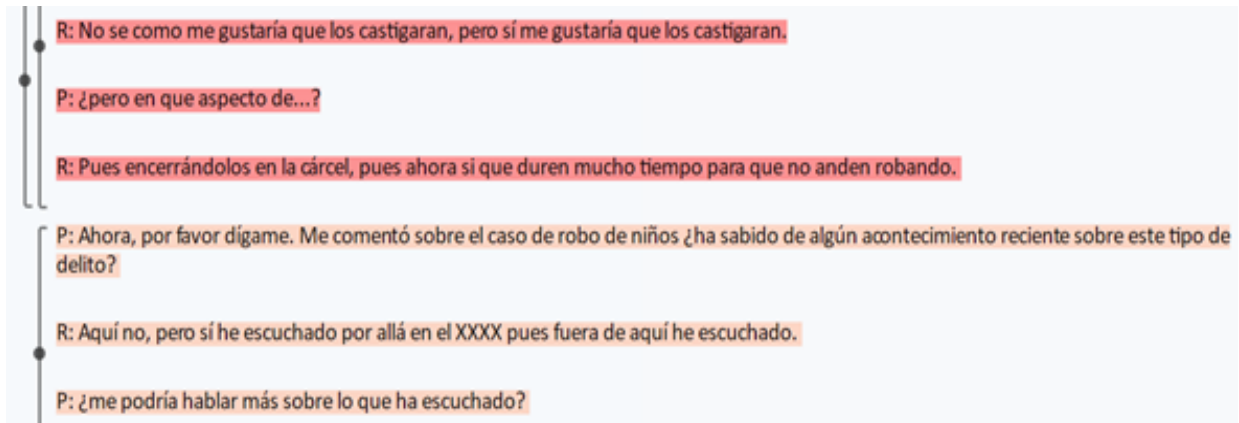 R: No se como me gustaría que los castigaran, pero sí me gustaría que los castigaran.
P: ¿pero en que aspecto de...?
R: Pues encerrándolos en la cárcel, pues ahora si que duren mucho tiempo para que no anden robando.
P: Ahora, por favor dígame. Me comentó sobre el caso de robo de niños ¿ha sabido de algún acontecimiento reciente sobre este tipo de
delito?
R: Aquí no, pero sí he escuchado por allá en el XXXX pues fuera de aquí he escuchado.
P: ¿me podría hablar más sobre lo que ha escuchado?